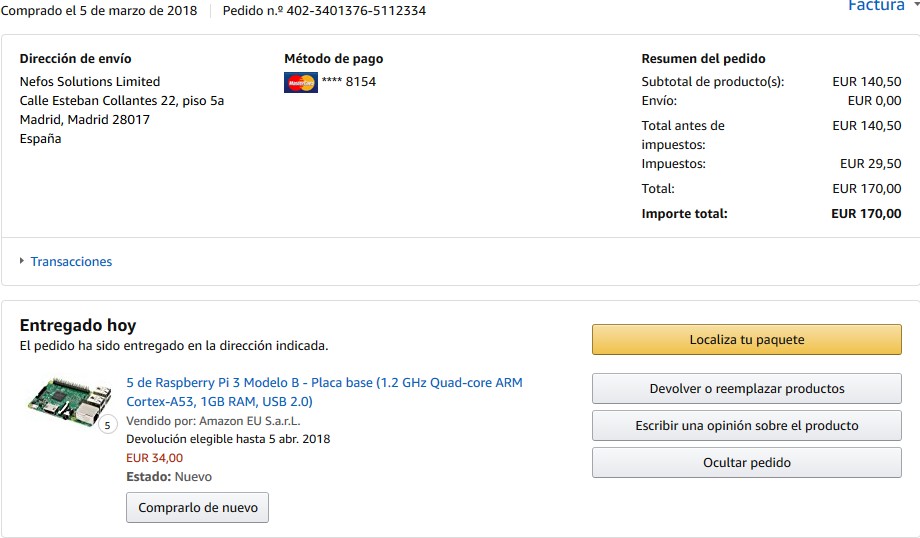 Comprado el 5 de marzo de 2018 Pedido n.º 402-3401376-5112334
Factura
Dirección de envío
Nefos Solutions Limited
Calle Esteban Collantes 22, piso 5a
Madrid, Madrid 28017
España
Método de pago
MasterCard **** 8154
Resumen del pedido
Subtotal de producto(s): EUR 140,50
Envío: EUR 0,00
Total antes de
impuestos: EUR 140,50
Impuestos: EUR 29,50
Total: EUR 170,00
Importe total: EUR 170,00
Transacciones
Entregado hoy
El pedido ha sido entregado en la dirección indicada.
5
5 de Raspberry Pi 3 Modelo B - Placa base (1.2 GHz Quad-core ARM
Cortex-A53, 1GB RAM, USB 2.0)
Vendido por: Amazon EU S.a.r.L.
Devolución elegible hasta 5 abr. 2018
EUR 34,00
Estado: Nuevo
Comprarlo de nuevo
Localiza tu paquete
Devolver o reemplazar productos
Escribir una opinión sobre el producto
Ocultar pedido